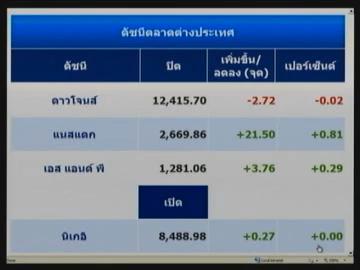 ดัชนีตลาดต่างประเทศ
ดัชนี ปิด เพิ่มขึ้น/ลดลง (จุด) เปอร์เซ็นต์
ดาวโจนส์ 12,415.70 -2.72 -0.02
แนสแดก 2,669.86 +21.50 +0.81
เอส แอนด์ พี 1,281.06 +3.76 +0.29
เปิด
นิเกอิ 8,488.98 +0.27 +0.00